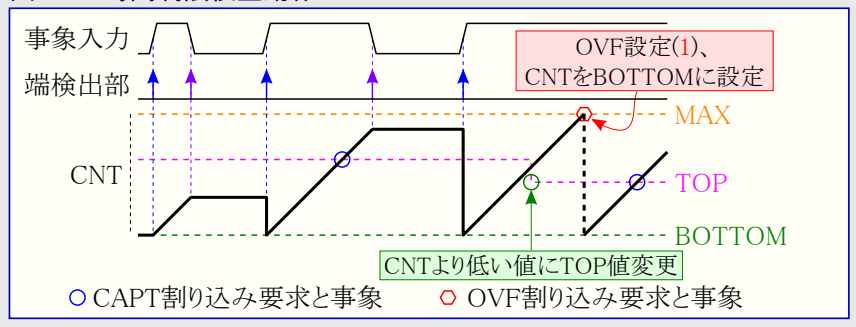 事象入力
OVF設定(1)、
CNTをBOTTOMに設定
端検出部
MAX
CNT
TOP
BOTTOM
CNTより低い値にTOP値変更
CAPT割り込み要求と事象
OVF割り込み要求と事象